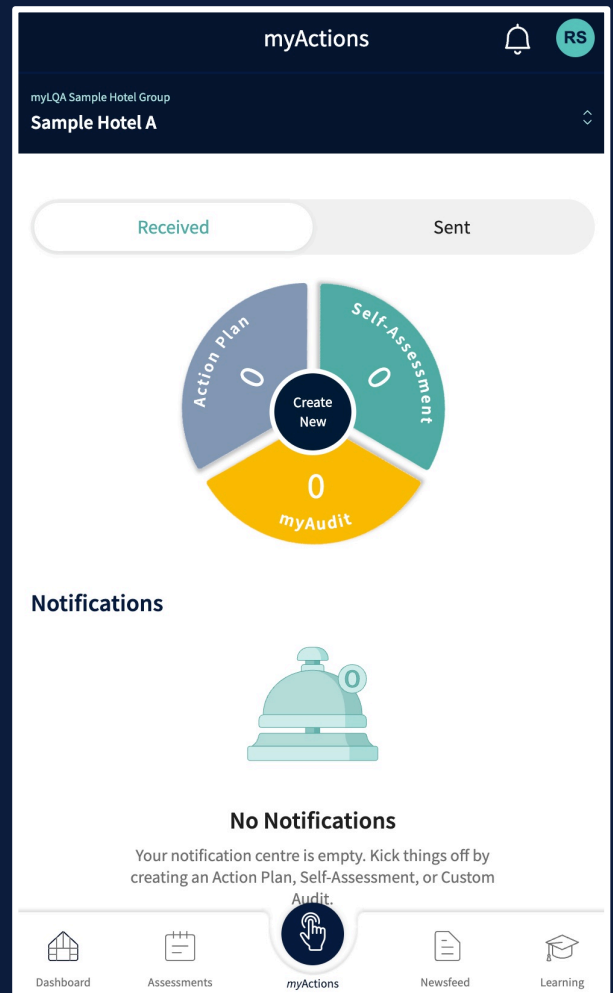 myActions
RS
myLQA Sample Hotel Group
Sample Hotel A
Received
Sent
Action Plan
0
Self-Assessment
0
Create
New
0
myAudit
Notifications
0
No Notifications
Your notification centre is empty. Kick things off by
creating an Action Plan, Self-Assessment, or Custom
Audit.
Dashboard
Assessments
myActions
Newsfeed
Learning